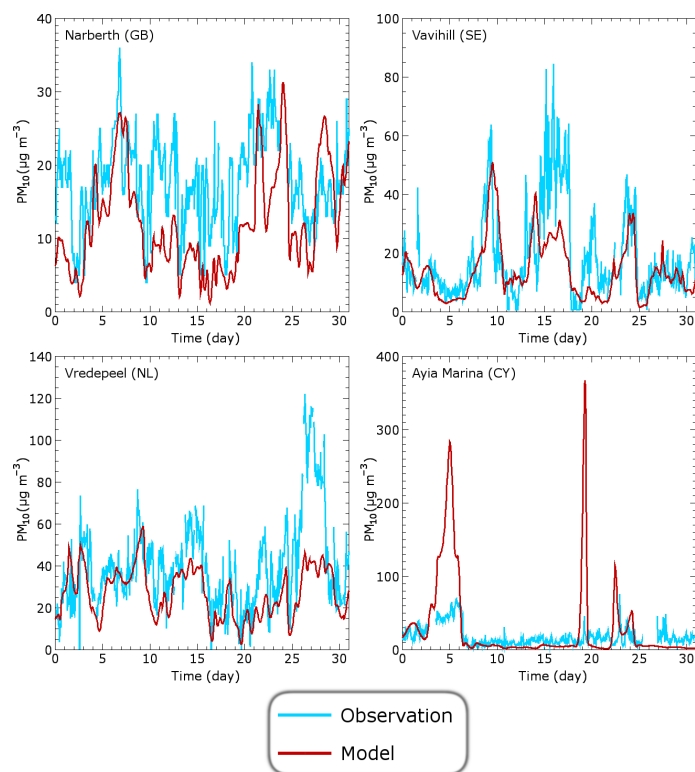 Narberth (GB)
PM10(µg m−3)
40
30
20
10
0
0 5 10 15 20 25 30
Time (day)
Vavihill (SE)
PM10(µg m−3)
100
80
60
40
20
0
0 5 10 15 20 25 30
Time (day)
Vredepeel (NL)
PM10(µg m−3)
140
120
100
80
60
40
20
0
0 5 10 15 20 25 30
Time (day)
Ayia Marina (CY)
PM10(µg m−3)
400
300
200
100
0
0 5 10 15 20 25 30
Time (day)
Observation
Model